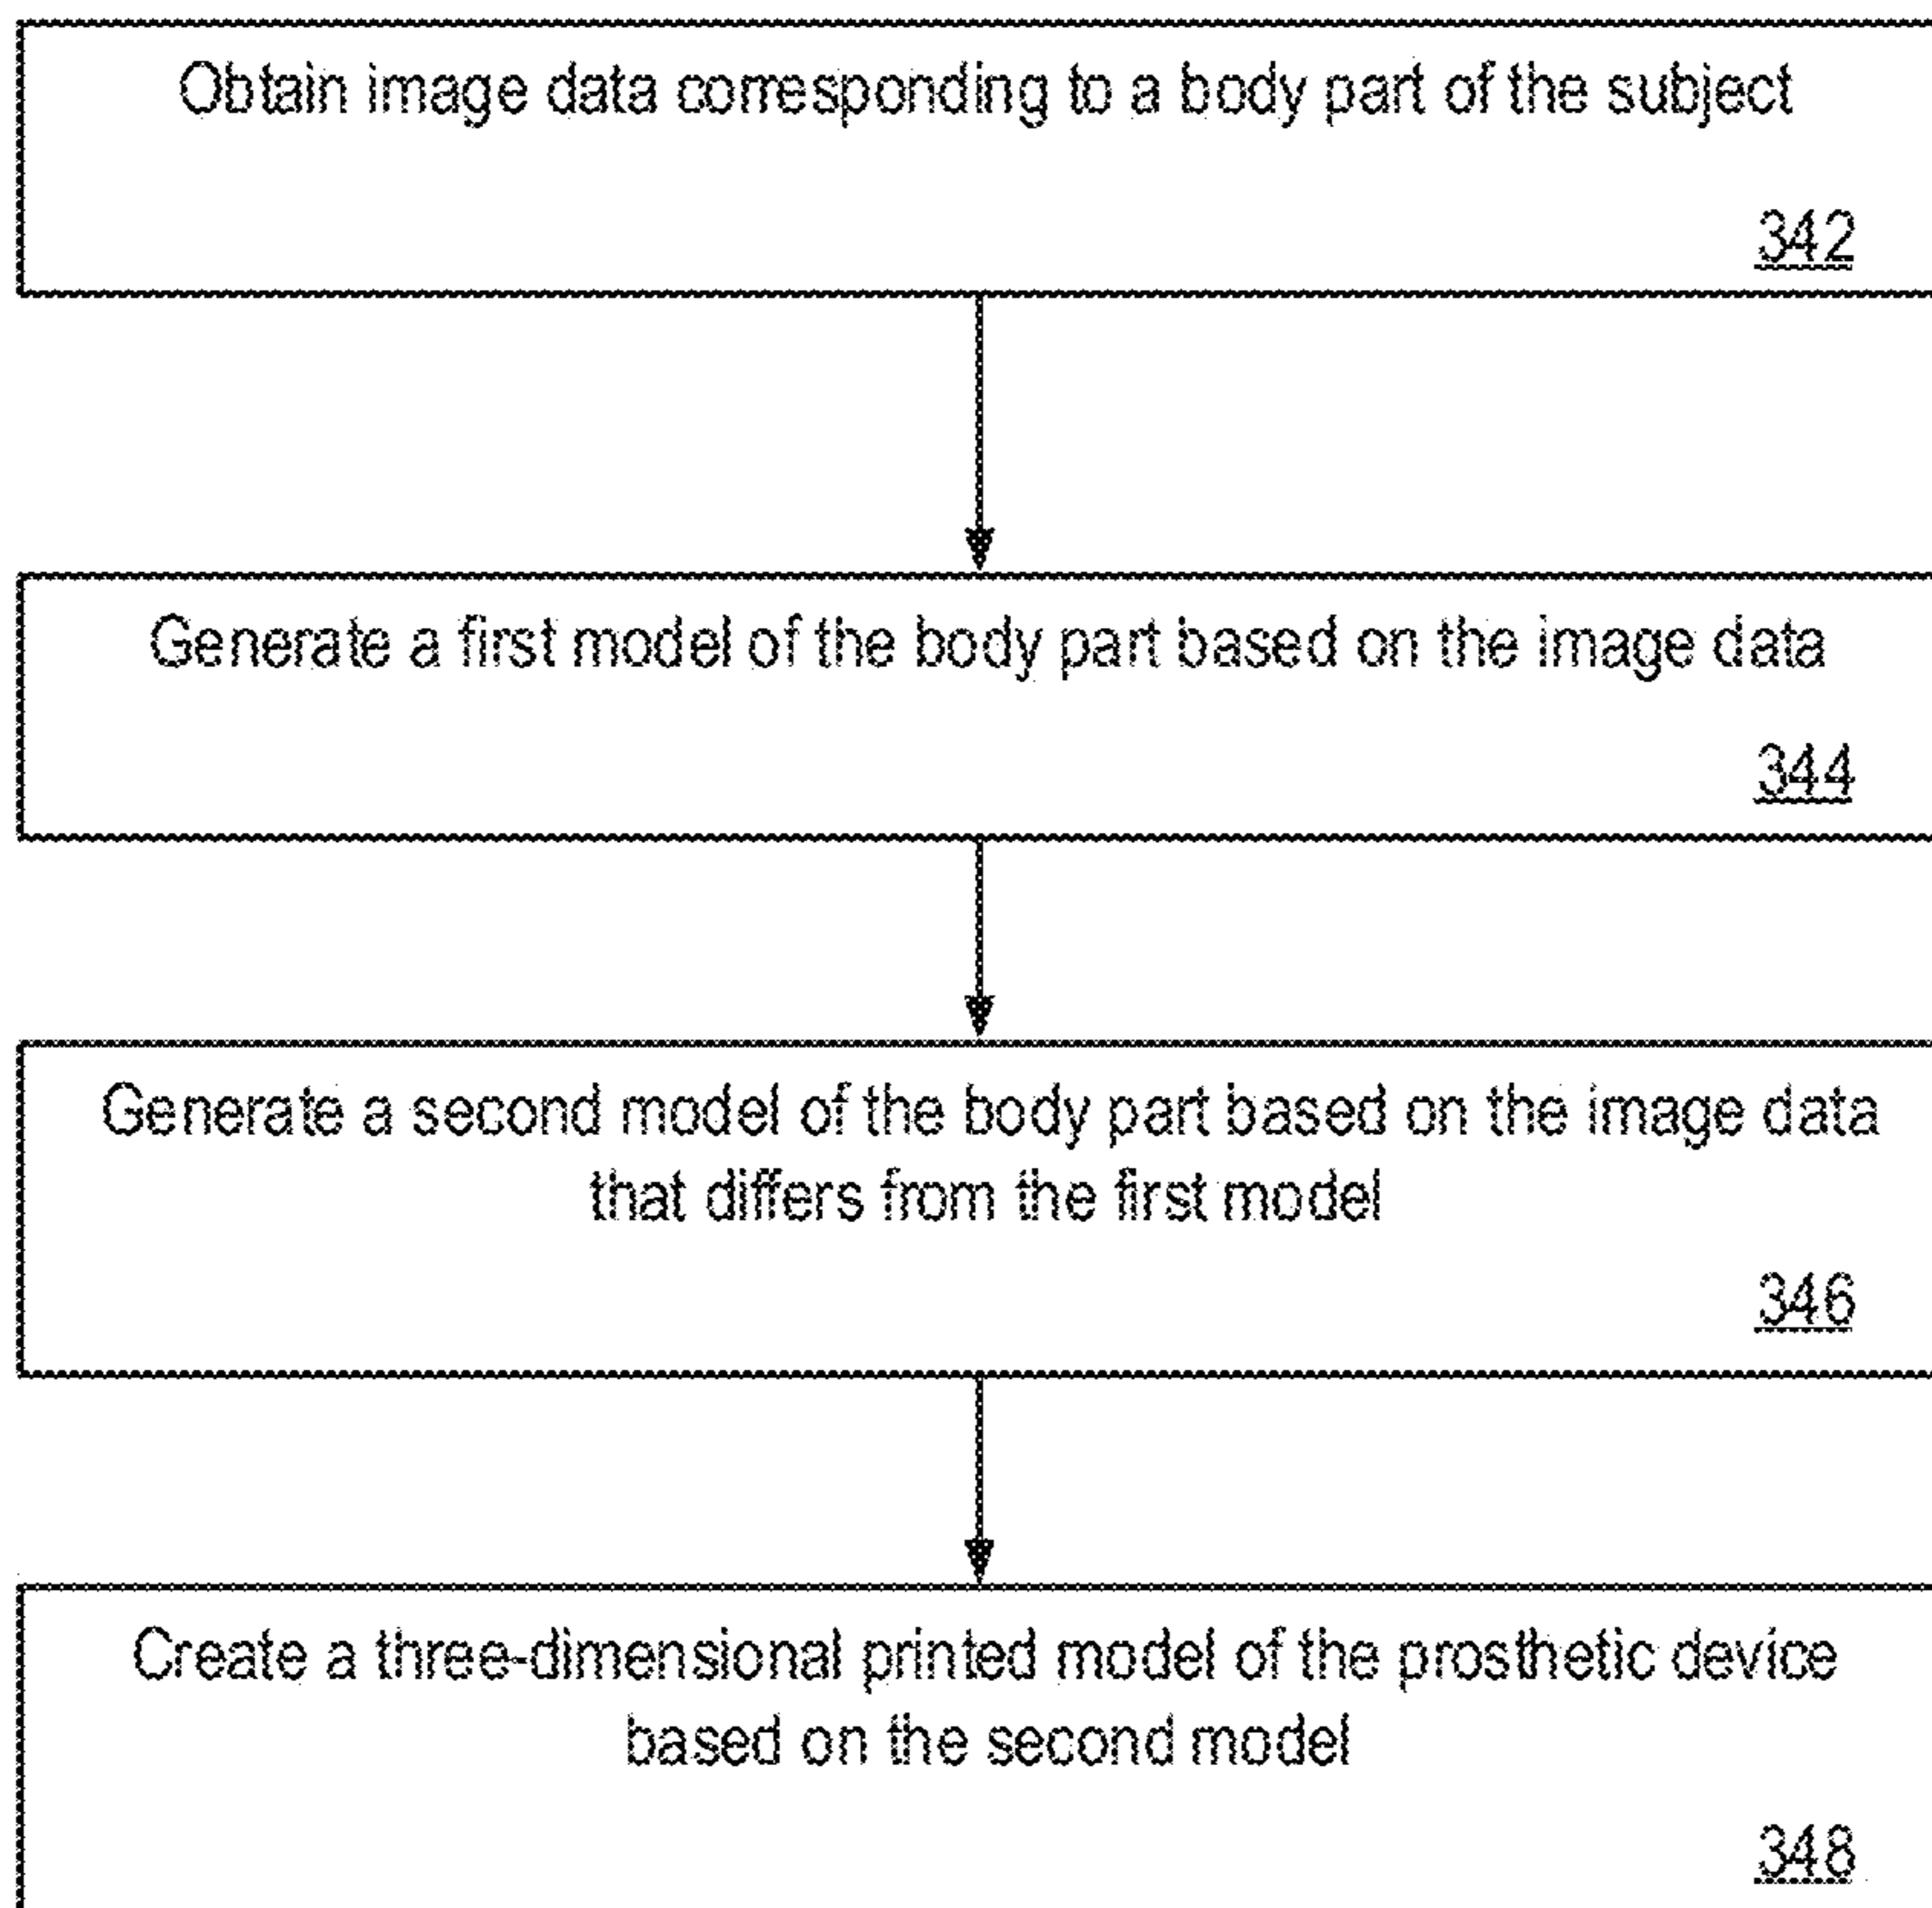 Obtain image data corresponding to a body part of the subject
342
Generate a first model of the body part based on the image data
344
Generate a second model of the body part based on the image data
that differs from the first model
346
Create a three-dimensional printed model of the prosthetic device
based on the second model
348